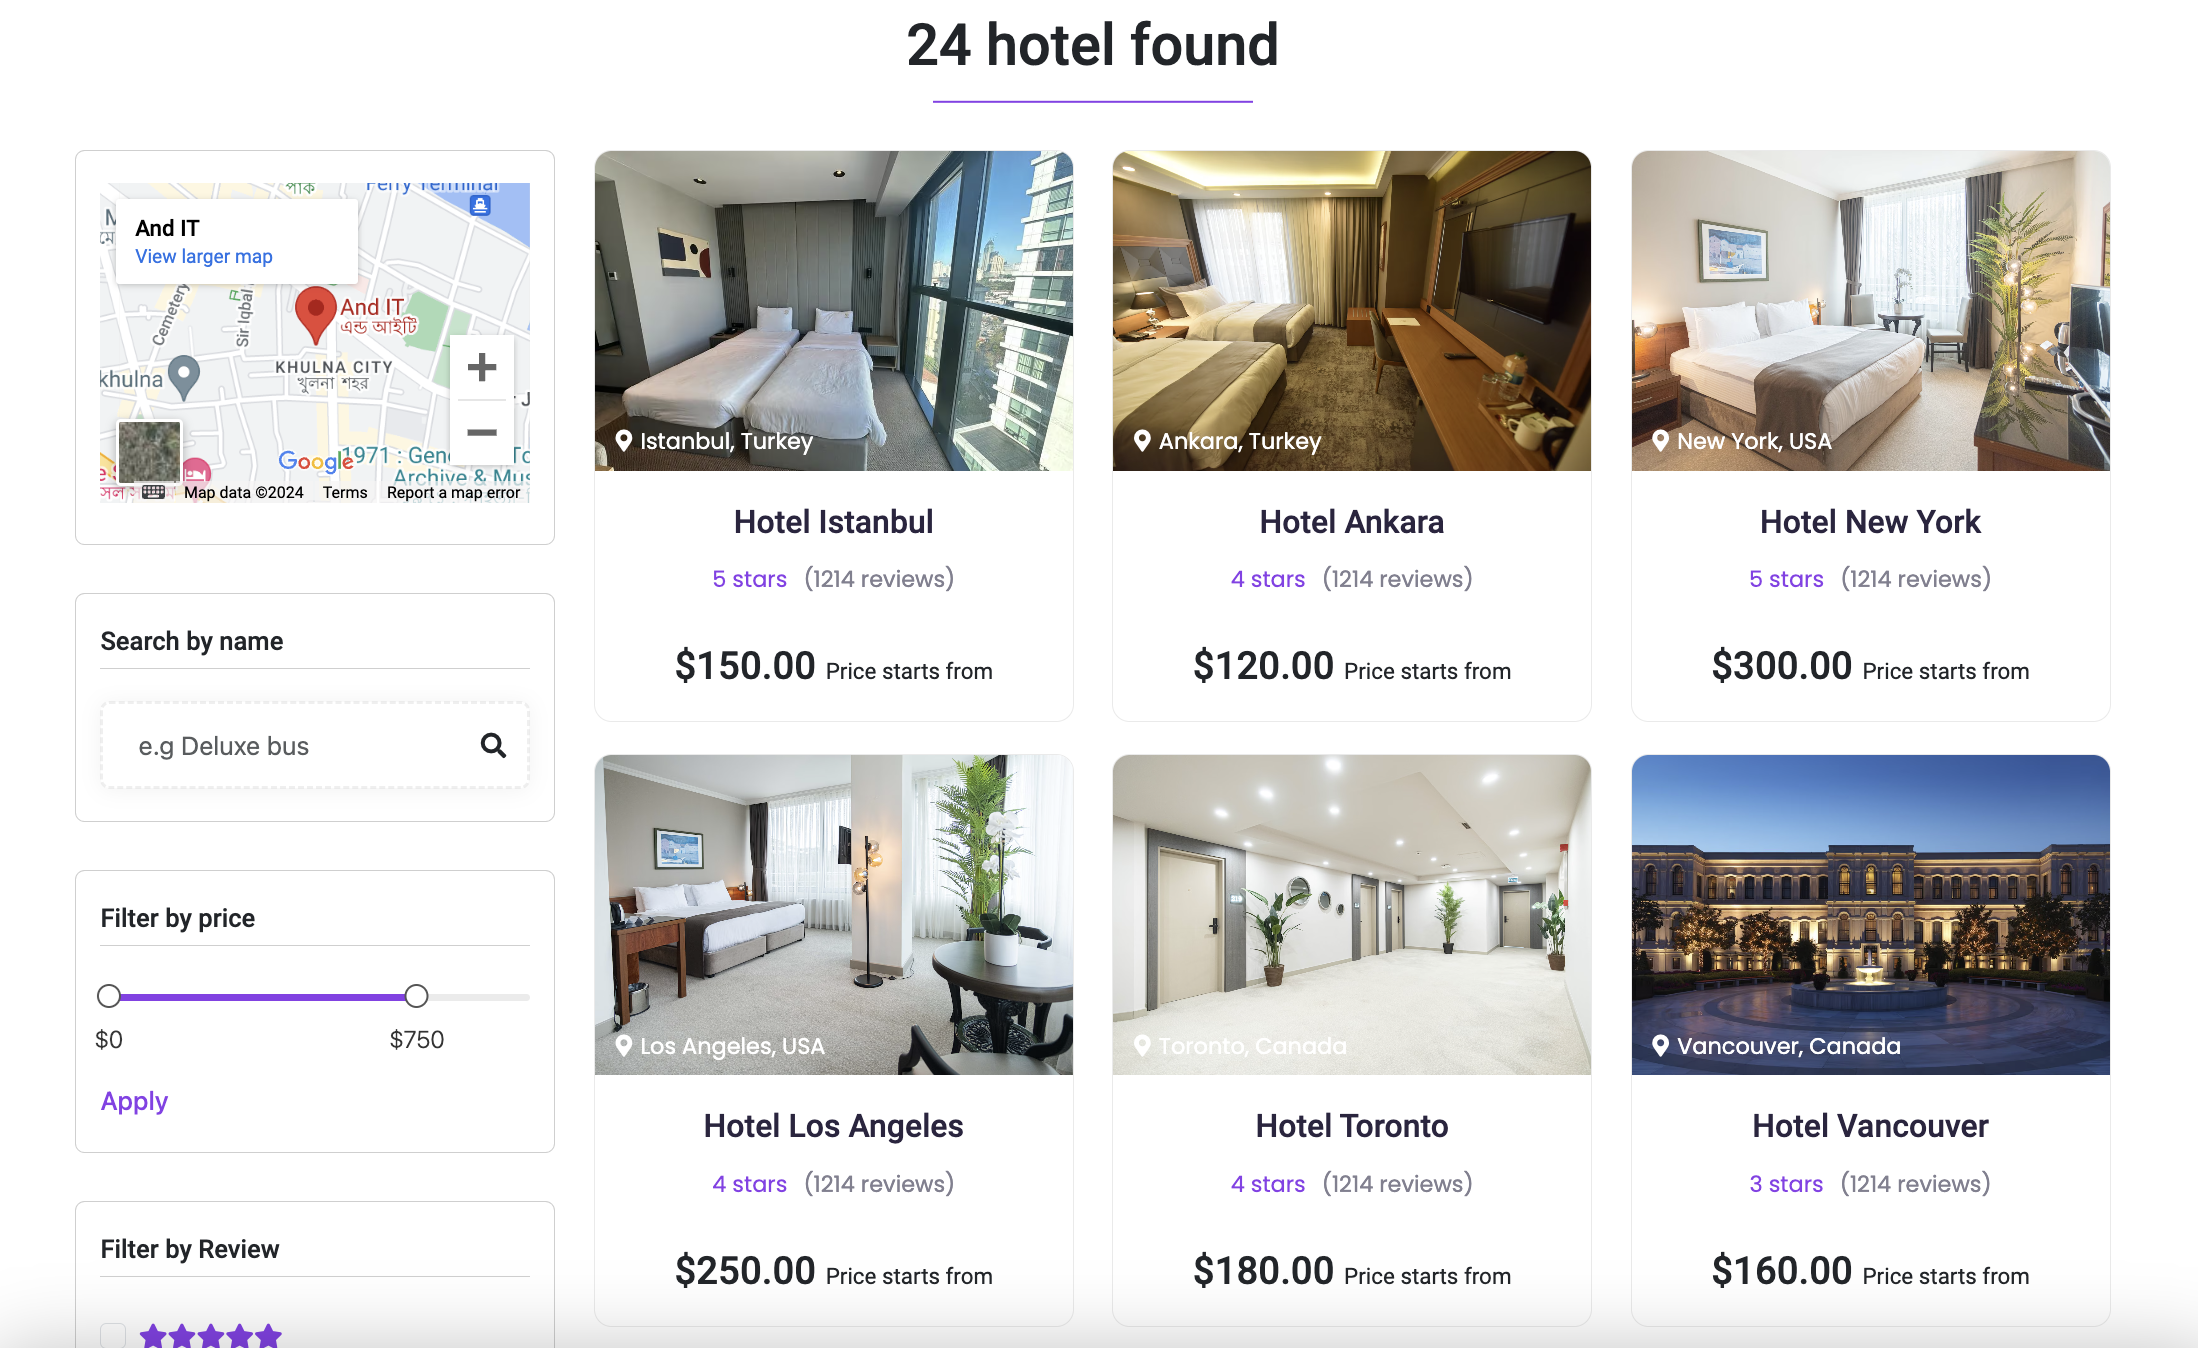 24 hotel found
পার্ক
Ferry Terminal
And IT
View larger map
Cemetery
Sir Iqbal
And IT
এন্ড আইটি
KHULNA CITY
খুলনা শহর
khulna
Google
1971 : Gen
Archive & Mus
Map data ©2024 Terms Report a map error
Search by name
e.g Deluxe bus
Filter by price
$0 $750
Apply
Filter by Review
Istanbul, Turkey
Hotel Istanbul
5 stars (1214 reviews)
$150.00 Price starts from
Ankara, Turkey
Hotel Ankara
4 stars (1214 reviews)
$120.00 Price starts from
New York, USA
Hotel New York
5 stars (1214 reviews)
$300.00 Price starts from
Los Angeles, USA
Hotel Los Angeles
4 stars (1214 reviews)
$250.00 Price starts from
Toronto, Canada
Hotel Toronto
4 stars (1214 reviews)
$180.00 Price starts from
Vancouver, Canada
Hotel Vancouver
3 stars (1214 reviews)
$160.00 Price starts from